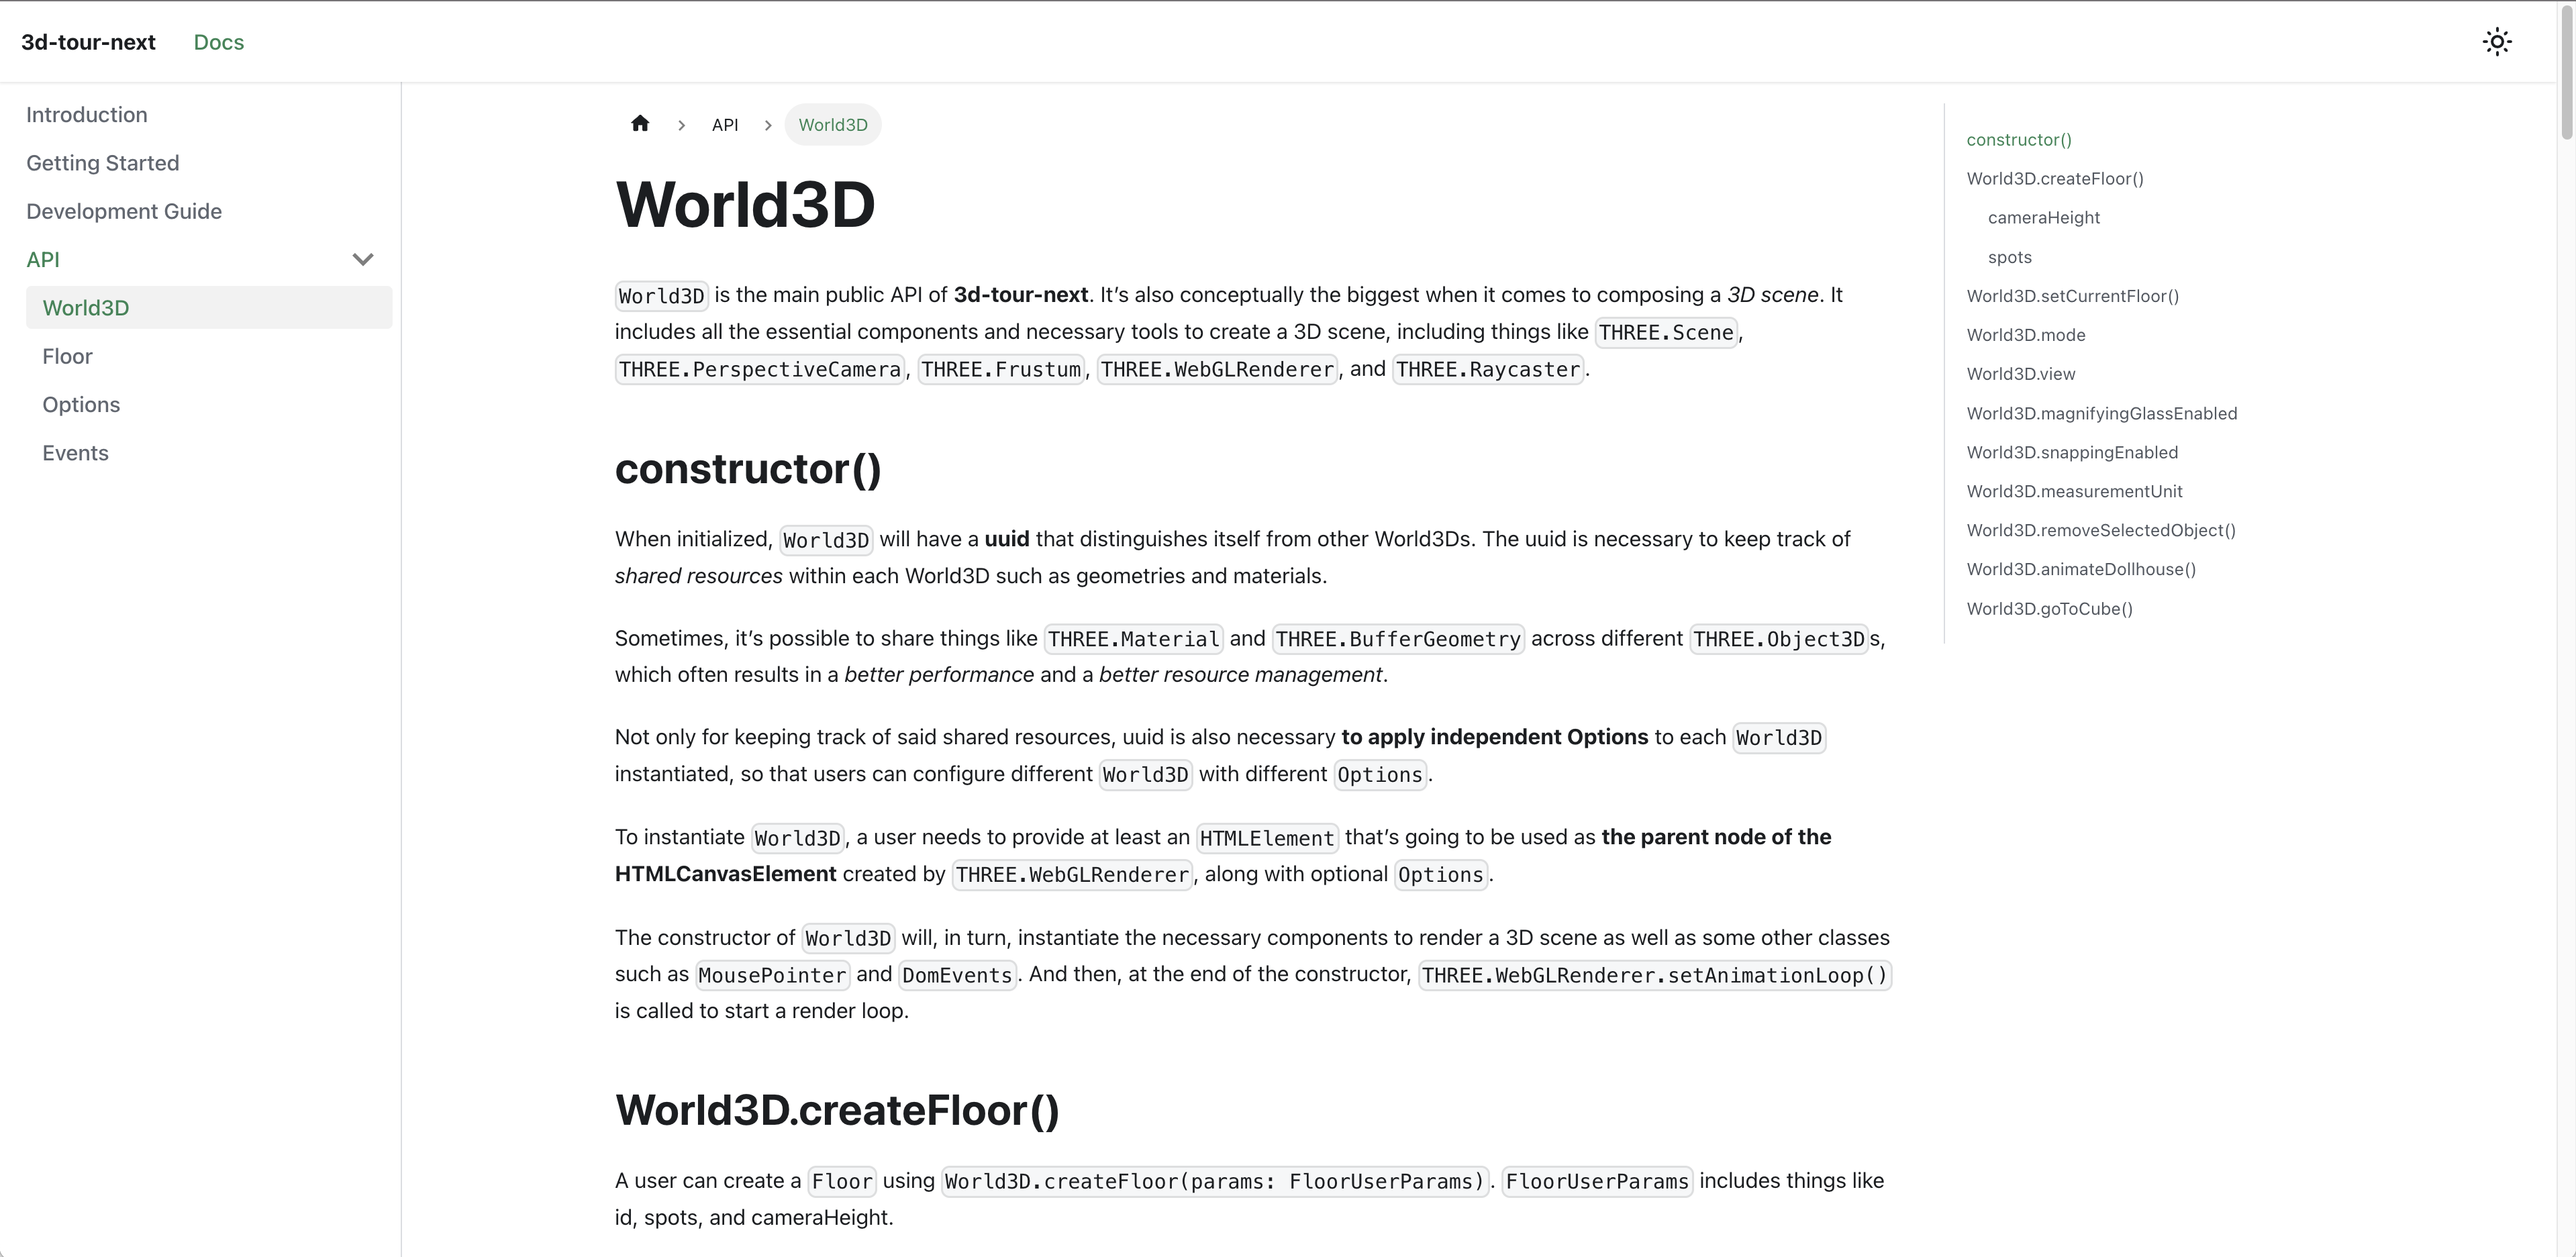 3d-tour-next Docs
Introduction
Getting Started
Development Guide
API
World3D
Floor
Options
Events
API
World3D
World3D
World3D is the main public API of 3d-tour-next. It’s also conceptually the biggest when it comes to composing a 3D scene. It
includes all the essential components and necessary tools to create a 3D scene, including things like THREE.Scene,
THREE.PerspectiveCamera, THREE.Frustum, THREE.WebGLRenderer, and THREE.Raycaster.
constructor()
When initialized, World3D will have a uuid that distinguishes itself from other World3Ds. The uuid is necessary to keep track of
shared resources within each World3D such as geometries and materials.
Sometimes, it’s possible to share things like THREE.Material and THREE.BufferGeometry across different THREE.Object3Ds,
which often results in a better performance and a better resource management.
Not only for keeping track of said shared resources, uuid is also necessary to apply independent Options to each World3D
instantiated, so that users can configure different World3D with different Options.
To instantiate World3D, a user needs to provide at least an HTMLElement that’s going to be used as the parent node of the
HTMLCanvasElement created by THREE.WebGLRenderer, along with optional Options.
The constructor of World3D will, in turn, instantiate the necessary components to render a 3D scene as well as some other classes
such as MousePointer and DomEvents. And then, at the end of the constructor, THREE.WebGLRenderer.setAnimationLoop()
is called to start a render loop.
World3D.createFloor()
A user can create a Floor using World3D.createFloor(params: FloorUserParams). FloorUserParams includes things like
id, spots, and cameraHeight.
constructor()
World3D.createFloor()
cameraHeight
spots
World3D.setCurrentFloor()
World3D.mode
World3D.view
World3D.magnifyingGlassEnabled
World3D.snappingEnabled
World3D.measurementUnit
World3D.removeSelectedObject()
World3D.animateDollhouse()
World3D.goToCube()